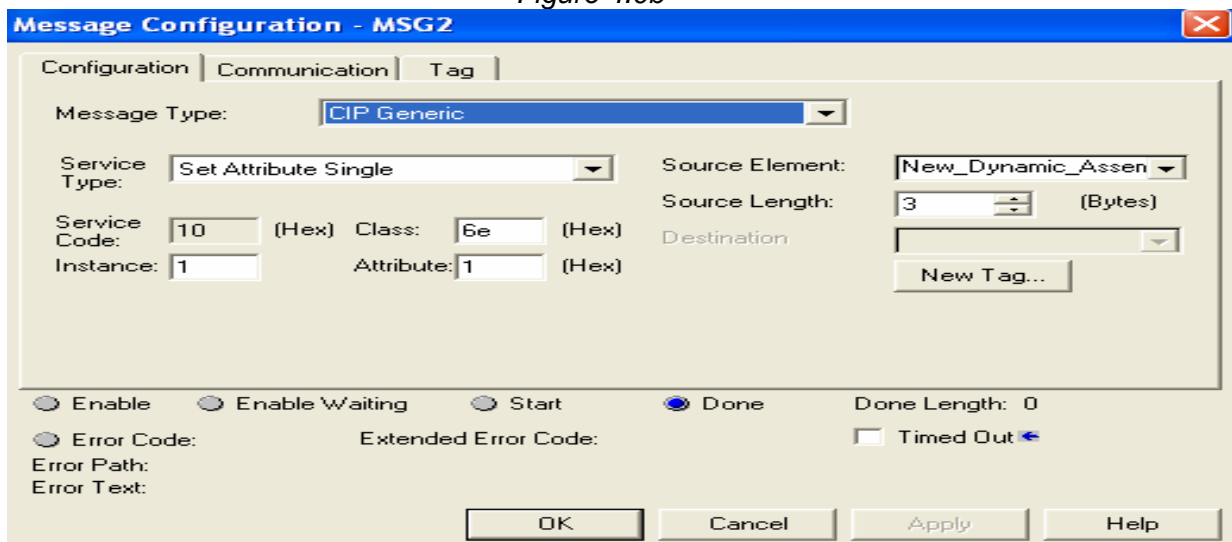 Message Configuration - MSG2
Configuration Communication Tag
Message Type: CIP Generic
Service Type: Set Attribute Single
Source Element: New_Dynamic_Assen
Source Length: 3 (Bytes)
Service Code: 10 (Hex) Class: 6e (Hex)
Destination
Instance: 1 Attribute: 1 (Hex)
New Tag...
Enable Enable Waiting Start Done Done Length: 0
Error Code: Extended Error Code: Timed Out
Error Path:
Error Text:
OK Cancel Apply Help